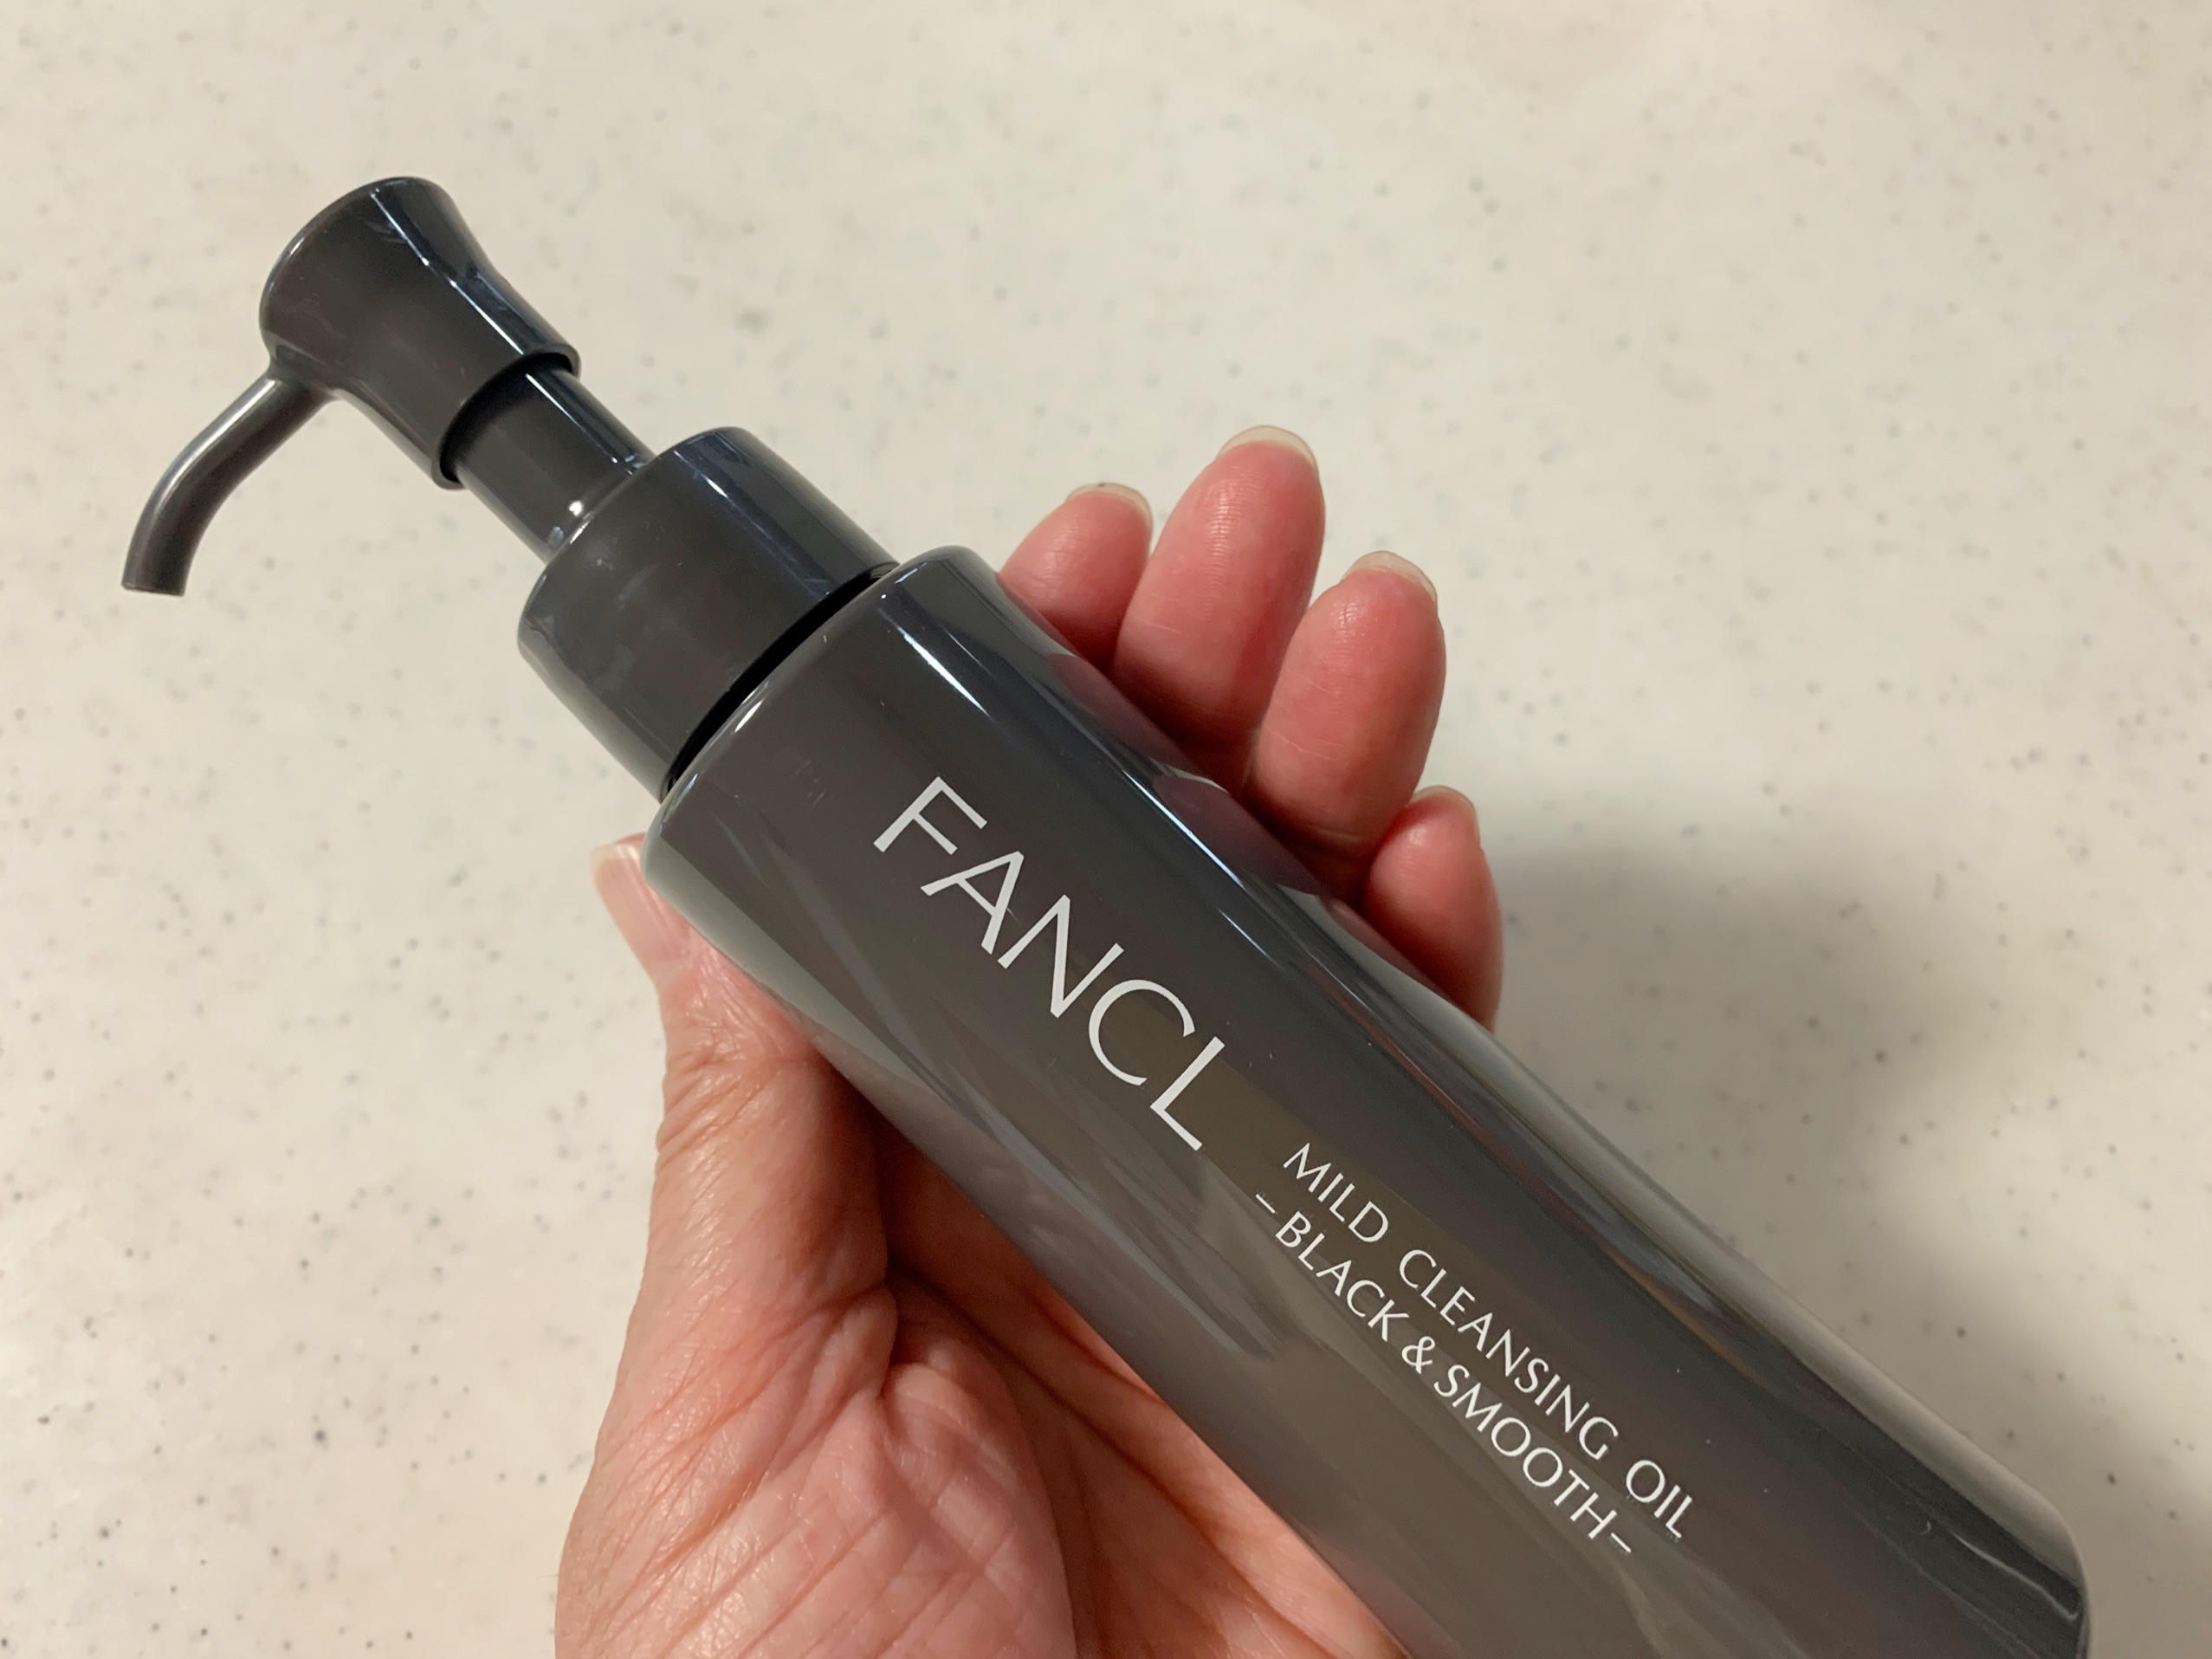 FANCL
MILD CLEANSING OIL
–BLACK & SMOOTH–